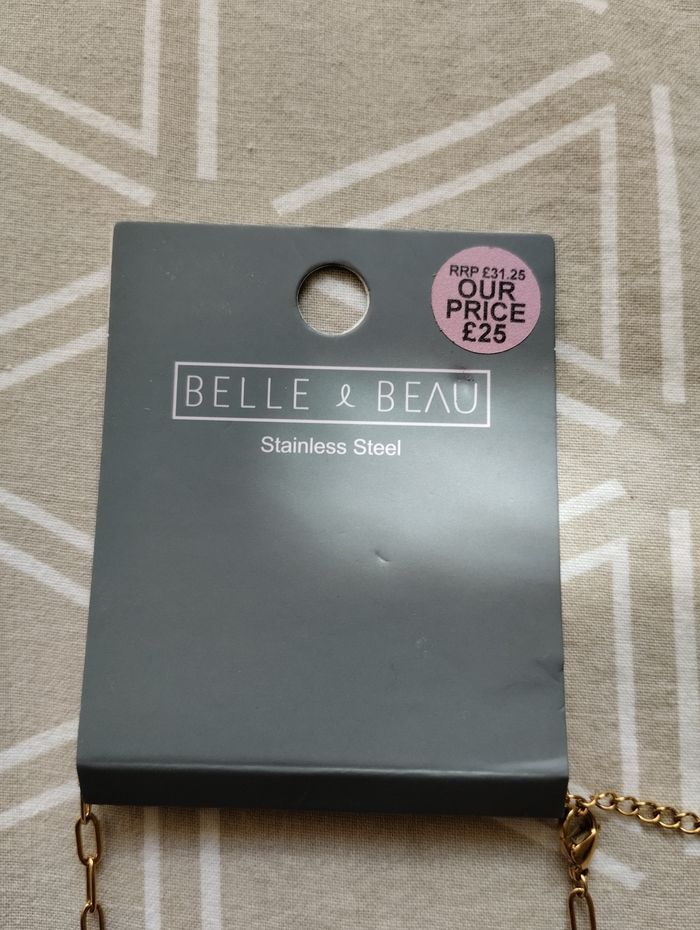 RRP £31.25
OUR
PRICE
£25
BELLE & BEAU
Stainless Steel